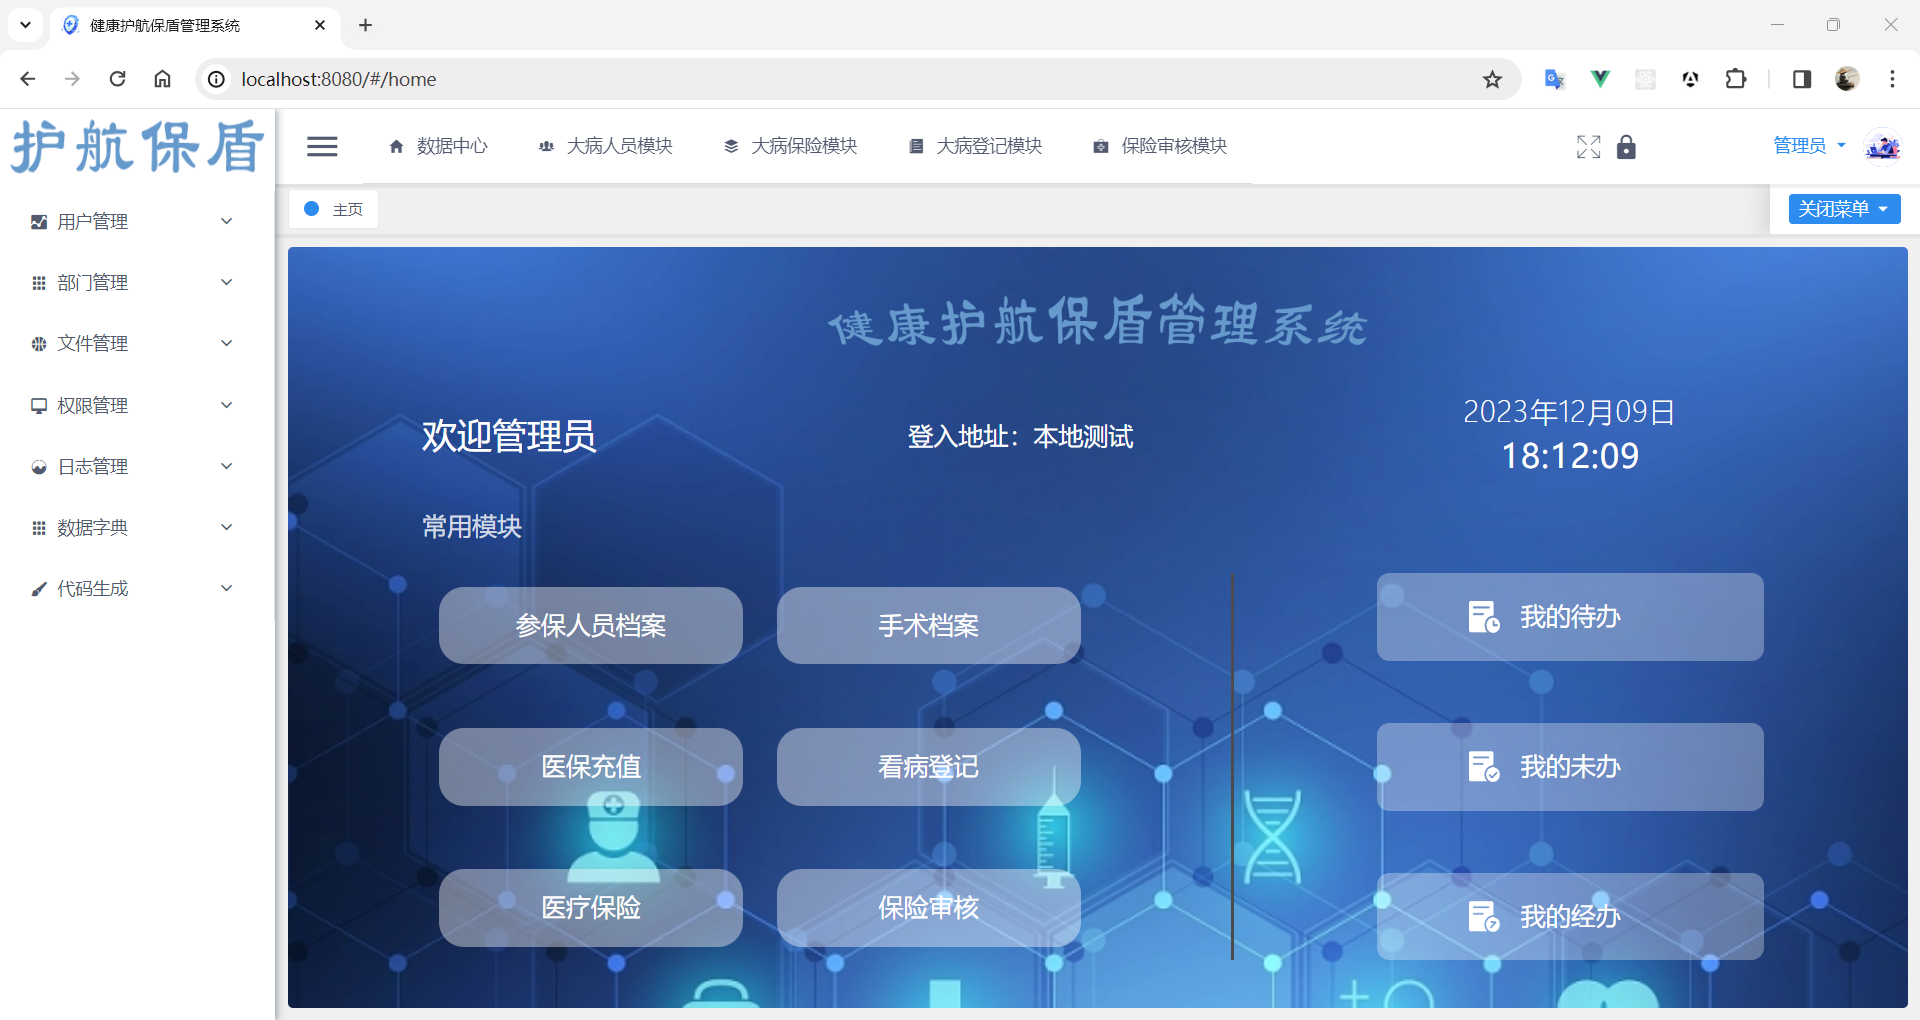 健康护航保盾管理系统
localhost:8080/#/home
护航保盾
数据中心
大病人员模块
大病保险模块
大病登记模块
保险审核模块
管理员
用户管理
部门管理
文件管理
权限管理
日志管理
数据字典
代码生成
主页
关闭菜单
健康护航保盾管理系统
欢迎管理员
登入地址：本地测试
2023年12月09日
18:12:09
常用模块
参保人员档案
手术档案
医保充值
看病登记
医疗保险
保险审核
我的待办
我的未办
我的经办